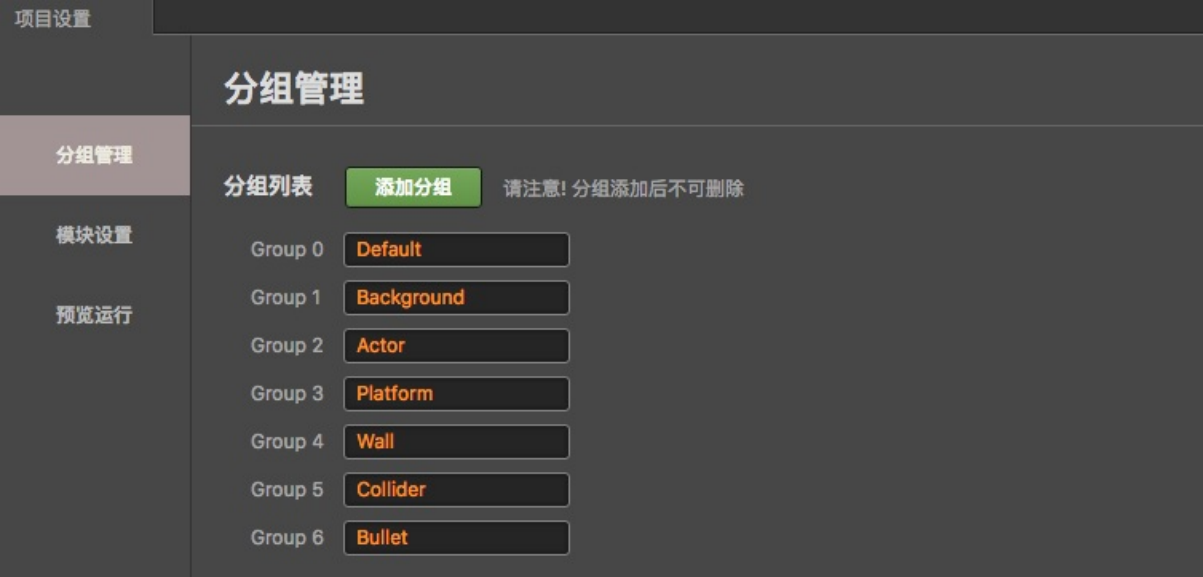 项目设置
分组管理
分组管理
模块设置
预览运行
分组列表 添加分组 请注意! 分组添加后不可删除
Group 0 Default
Group 1 Background
Group 2 Actor
Group 3 Platform
Group 4 Wall
Group 5 Collider
Group 6 Bullet